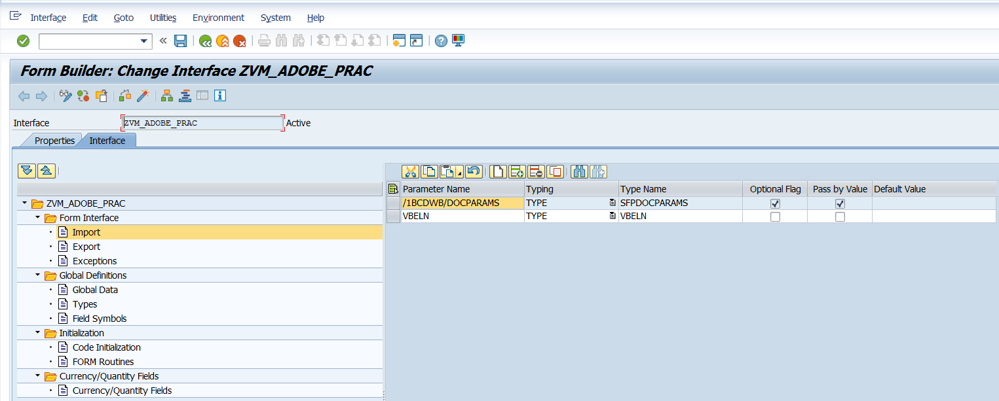 Interface Edit Goto Utilities Environment System Help
Form Builder: Change Interface ZVM_ADOBE_PRAC
Interface ZVM_ADOBE_PRAC Active
Properties Interface
Parameter Name Typing Type Name Optional Flag Pass by Value Default Value
/1BCDWB/DOCPARAMS TYPE SFPDOCPARAMS
VBELN TYPE VBELN
ZVM_ADOBE_PRAC
Form Interface
Import
Export
Exceptions
Global Definitions
Global Data
Types
Field Symbols
Initialization
Code Initialization
FORM Routines
Currency/Quantity Fields
Currency/Quantity Fields